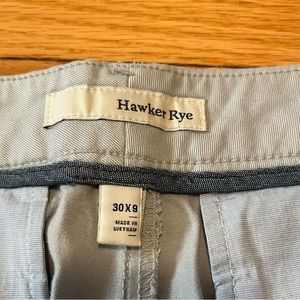 Hawker Rye
30X9
MADE IN
VIETNAM